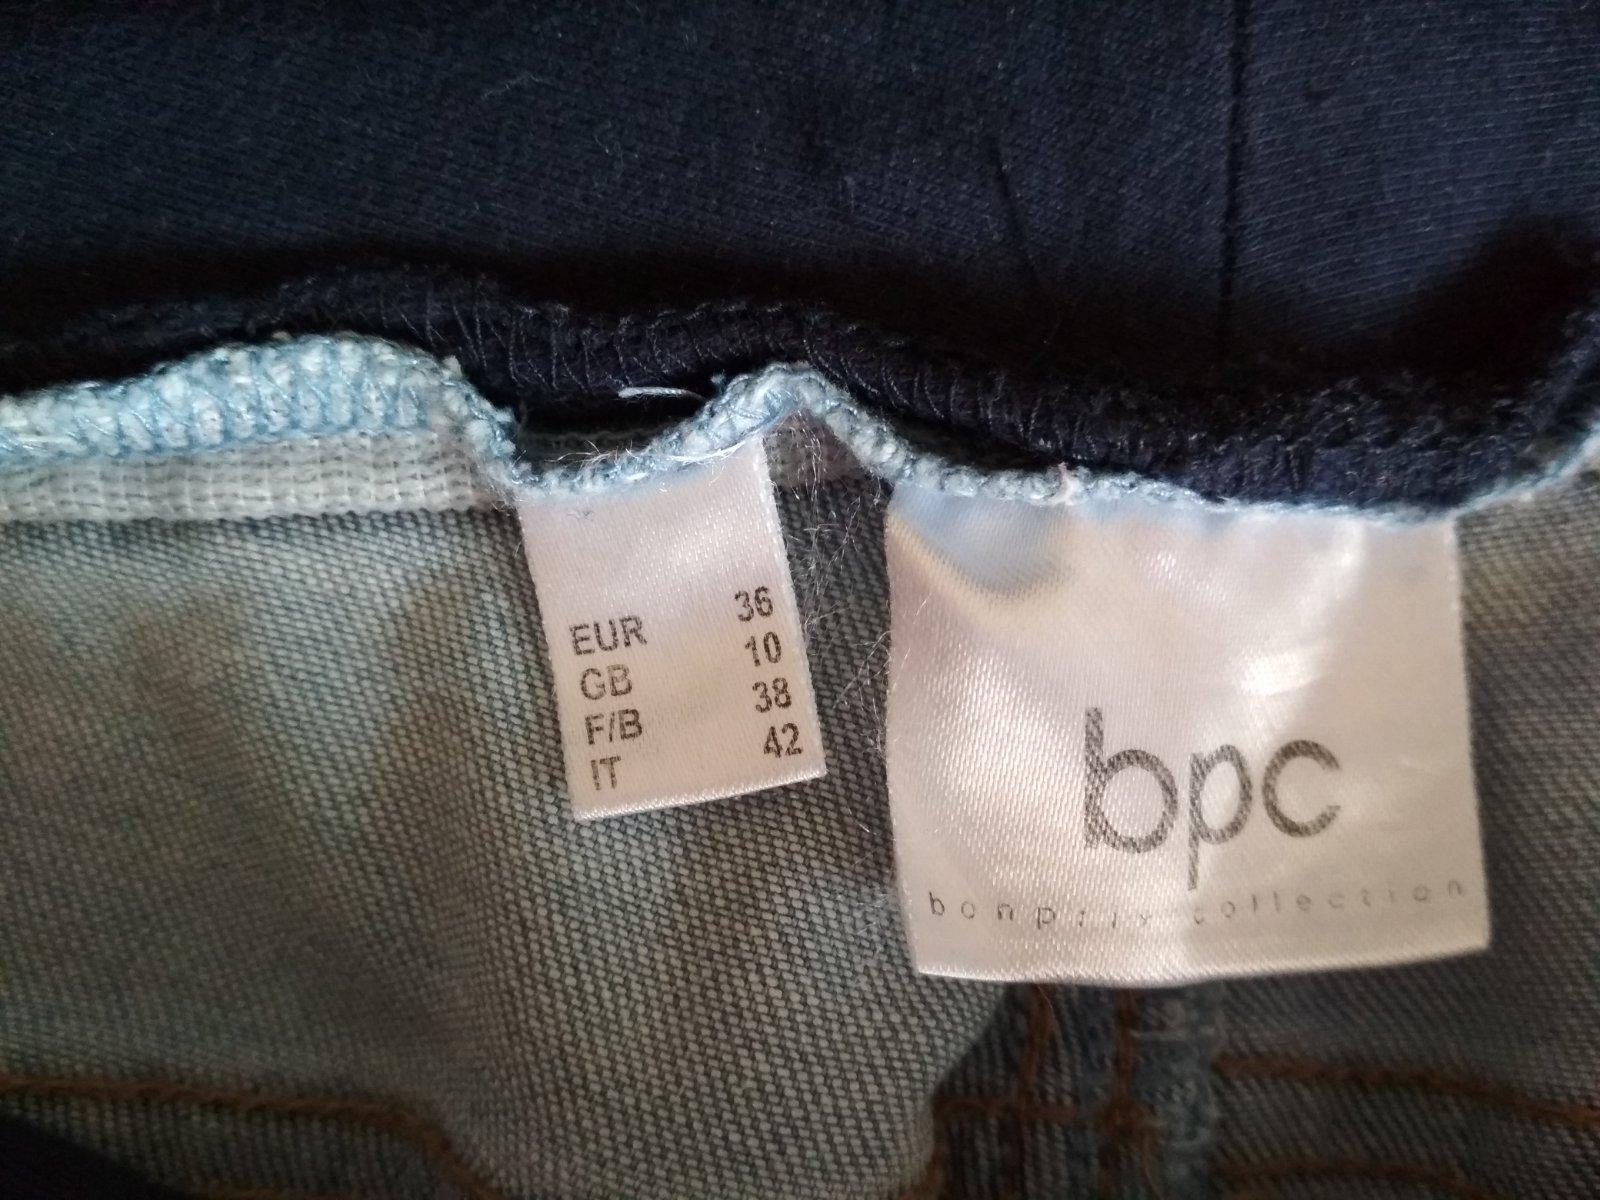 EUR 36
GB 10
F/B 38
IT 42
bpc
bonprix collection